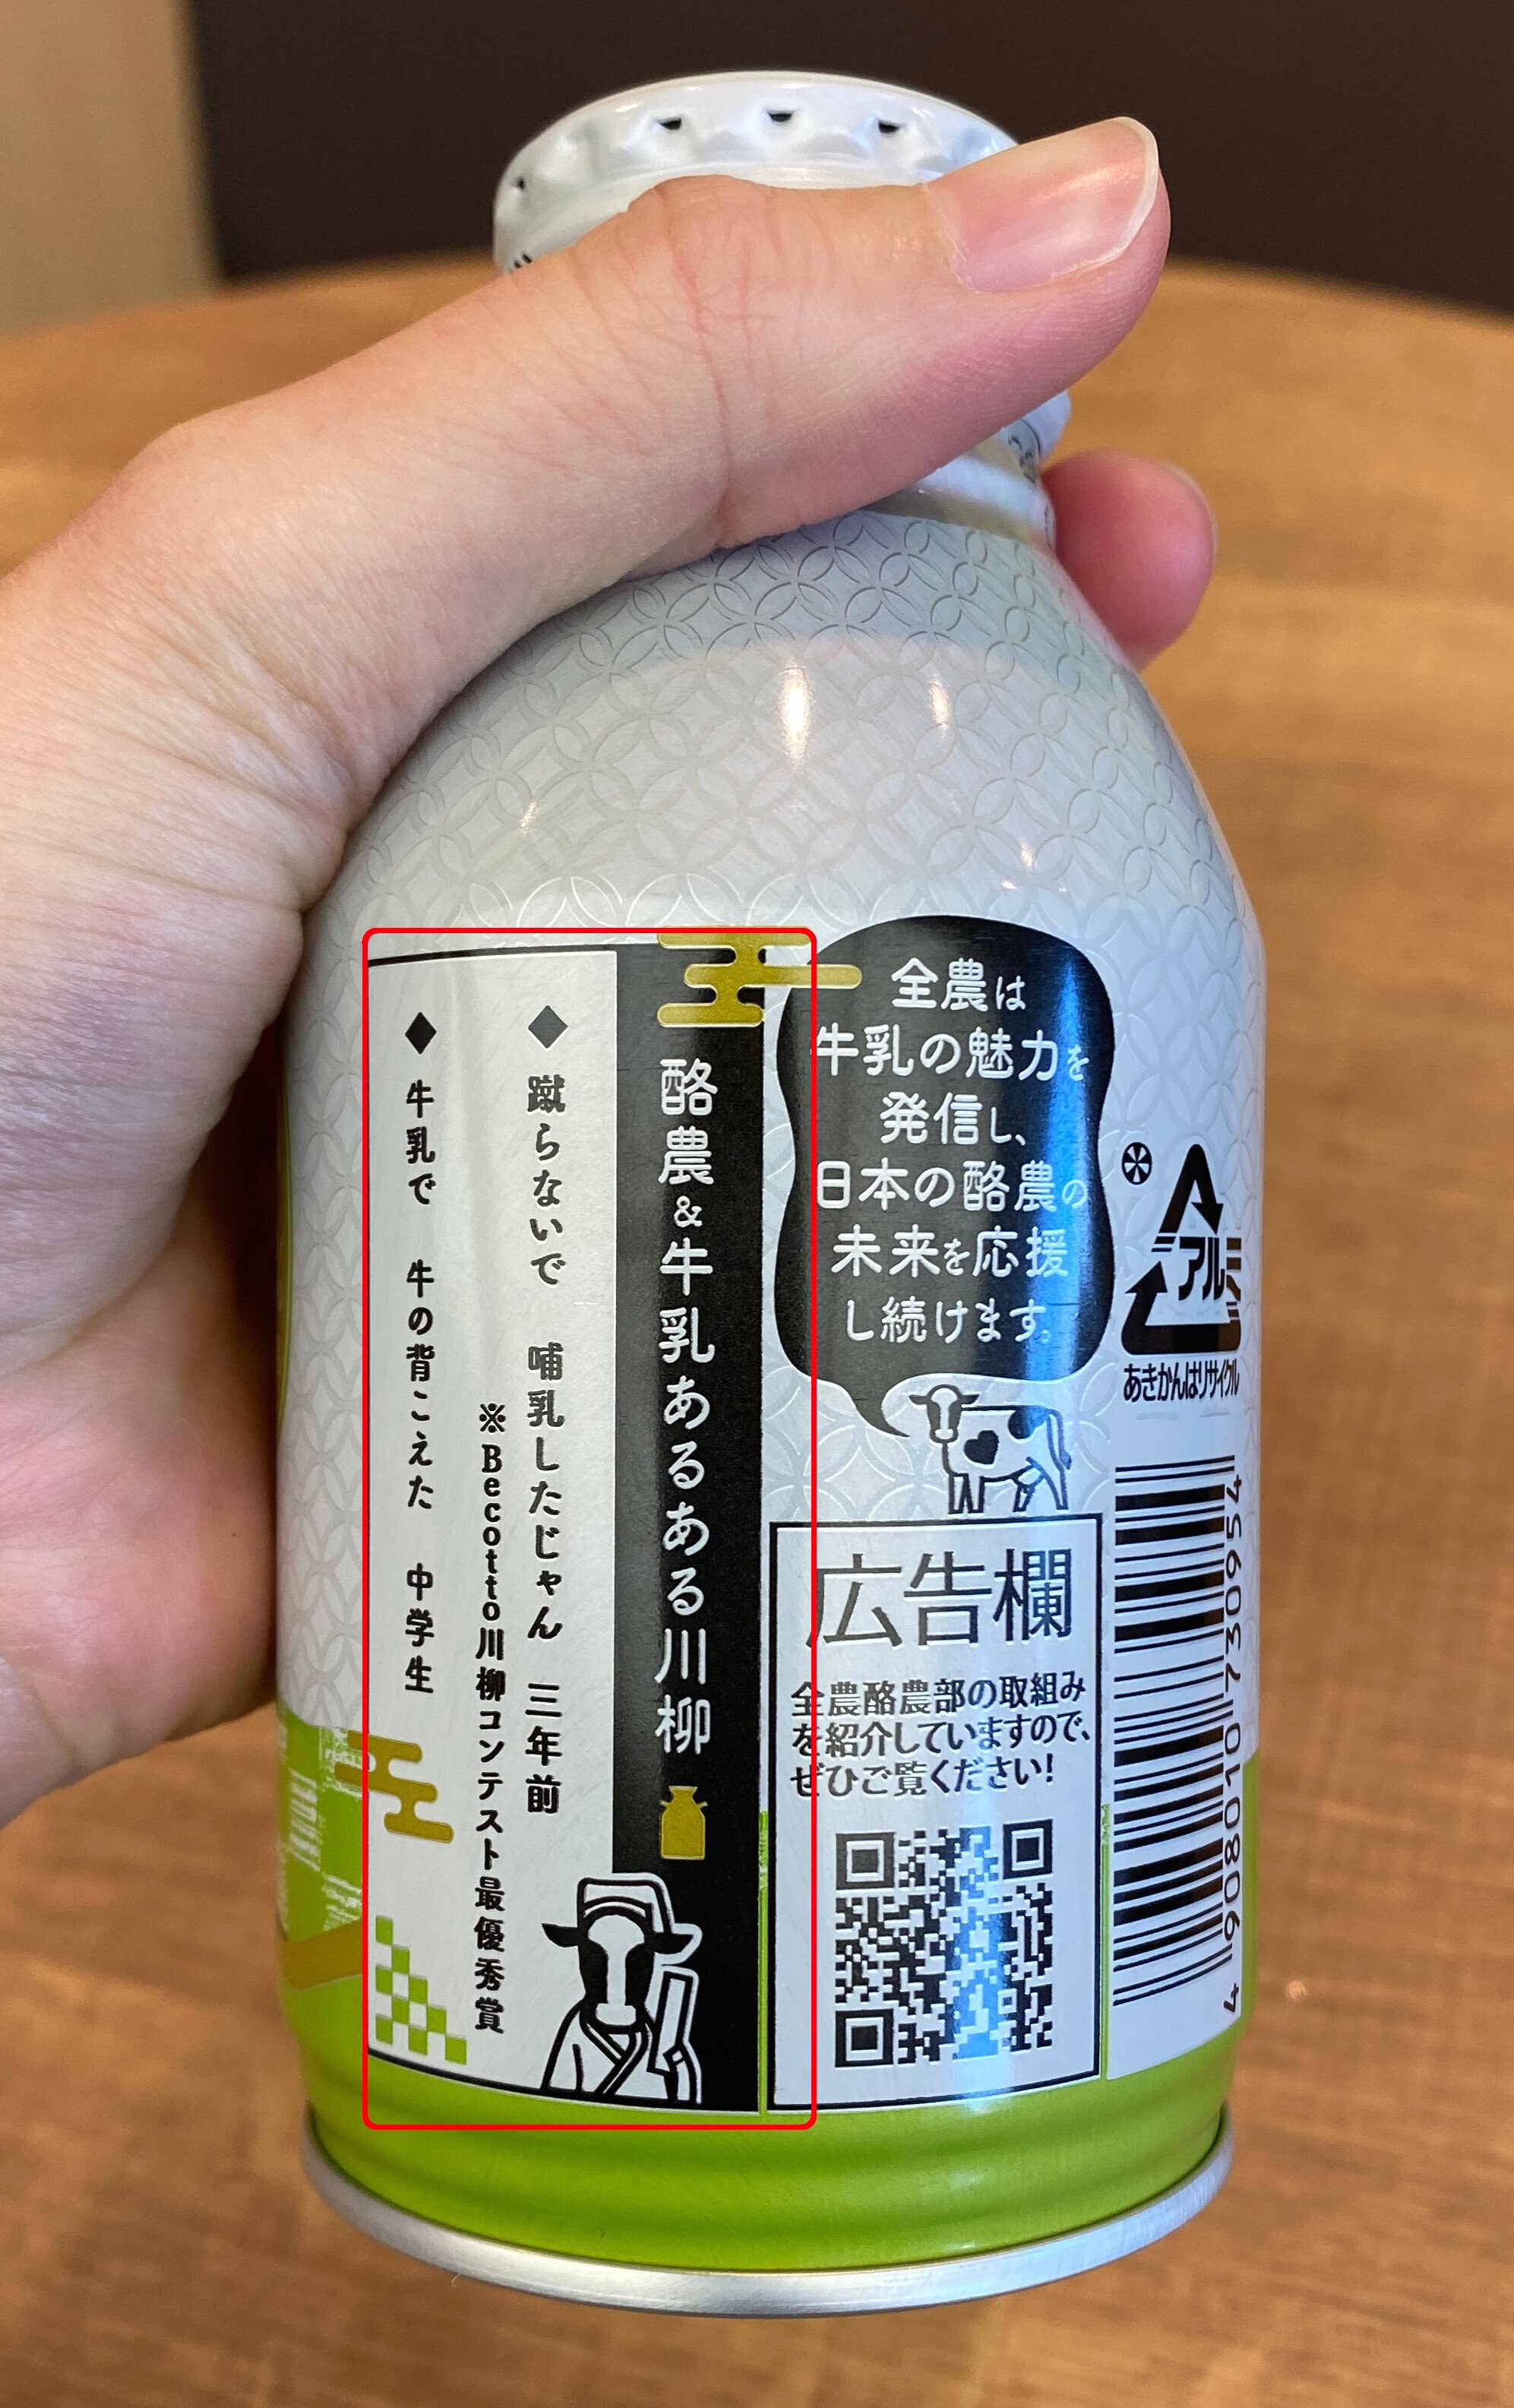 酪農&牛乳あるある川柳
◆蹴らないで　哺乳したじゃん　三年前
※Becotto川柳コンテスト最優秀賞
◆牛乳で　牛の背こえた　中学生
全農は
牛乳の魅力を
発信し、
日本の酪農の
未来を応援
し続けます。
広告欄
全農酪農部の取組み
を紹介していますので、
ぜひご覧ください!
アルミ
あきかんはリサイクル
4 908010 730954